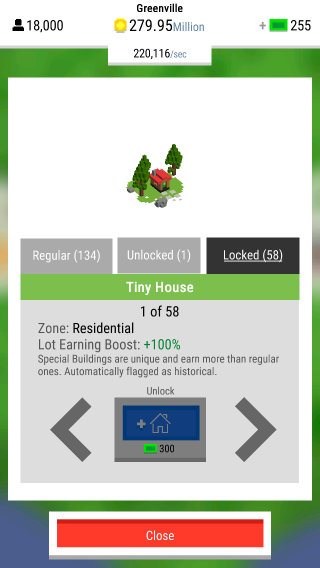 Greenville
18,000
279.95Million
+ 255
220,116/sec
Regular (134)
Unlocked (1)
Locked (58)
Tiny House
1 of 58
Zone: Residential
Lot Earning Boost: +100%
Special Buildings are unique and earn more than regular
ones. Automatically flagged as historical.
Unlock
+
300
Close